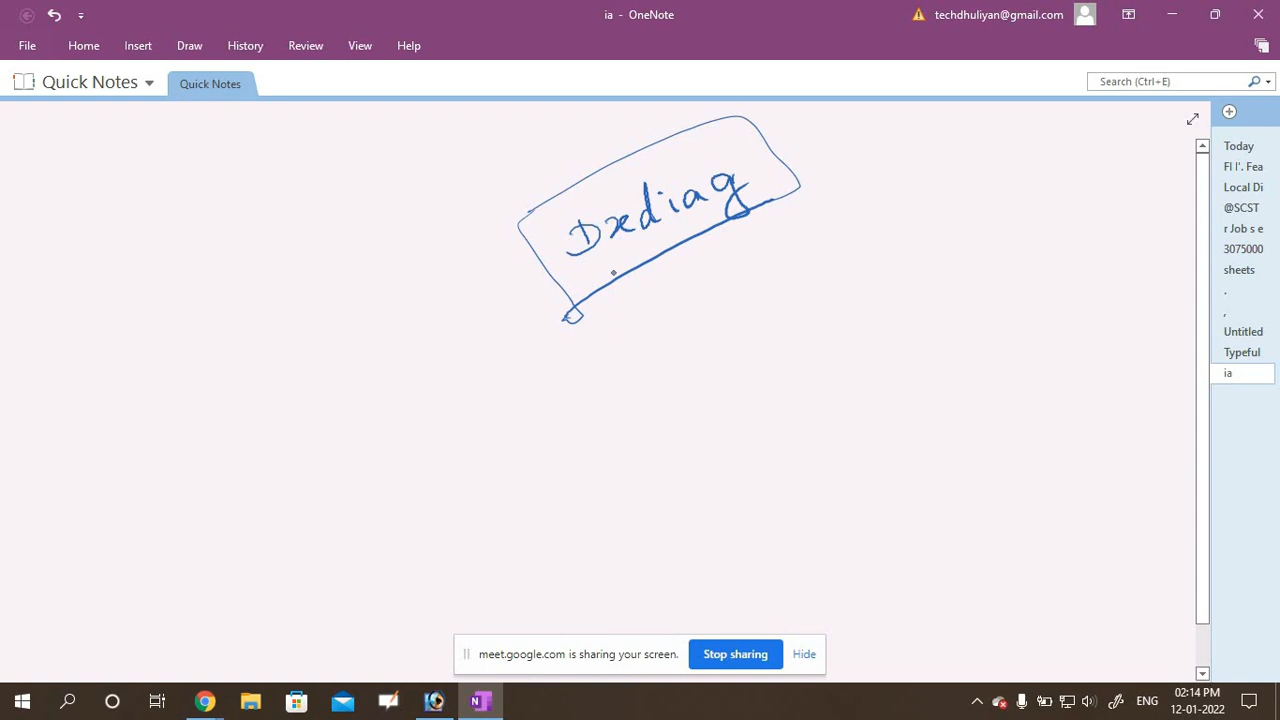 ia - OneNote
techdhuliyan@gmail.com
File Home Insert Draw History Review View Help
Quick Notes
Quick Notes
Search (Ctrl+E)
Dxdiag
Today
FI I'. Fea
Local Di
@SCST
r Job s e
3075000
sheets
.
,
Untitled
Typeful
ia
meet.google.com is sharing your screen.
Stop sharing
Hide
ENG
02:14 PM
12-01-2022